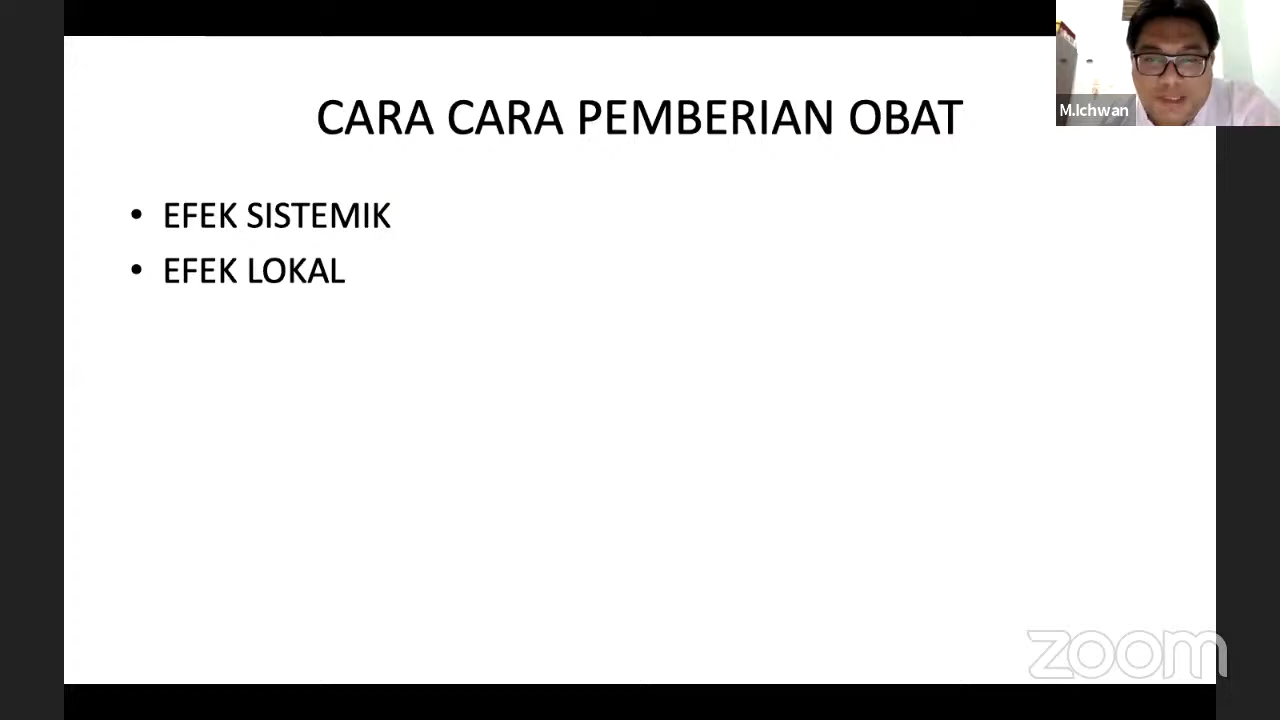 CARA CARA PEMBERIAN OBAT
M.Ichwan
• EFEK SISTEMIK
• EFEK LOKAL
zoom